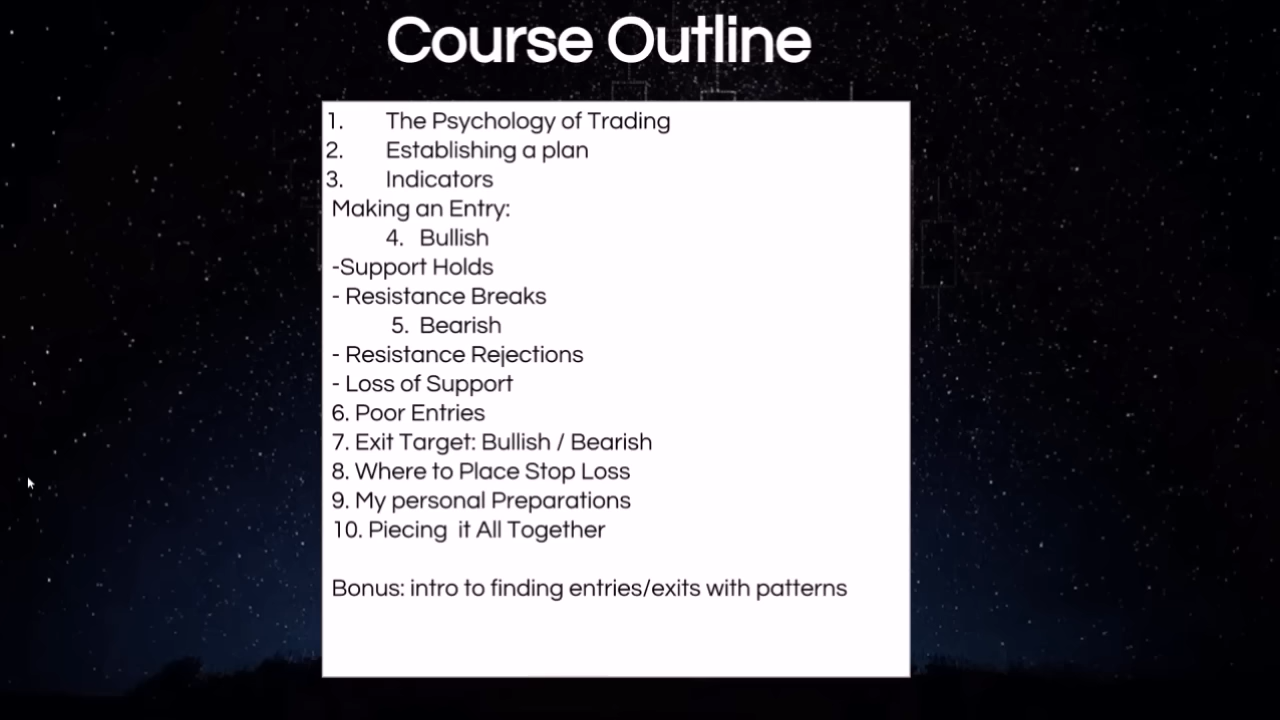 Course Outline
1. The Psychology of Trading
2. Establishing a plan
3. Indicators
Making an Entry:
4. Bullish
-Support Holds
- Resistance Breaks
5. Bearish
- Resistance Rejections
- Loss of Support
6. Poor Entries
7. Exit Target: Bullish / Bearish
8. Where to Place Stop Loss
9. My personal Preparations
10. Piecing  it All Together
Bonus: intro to finding entries/exits with patterns